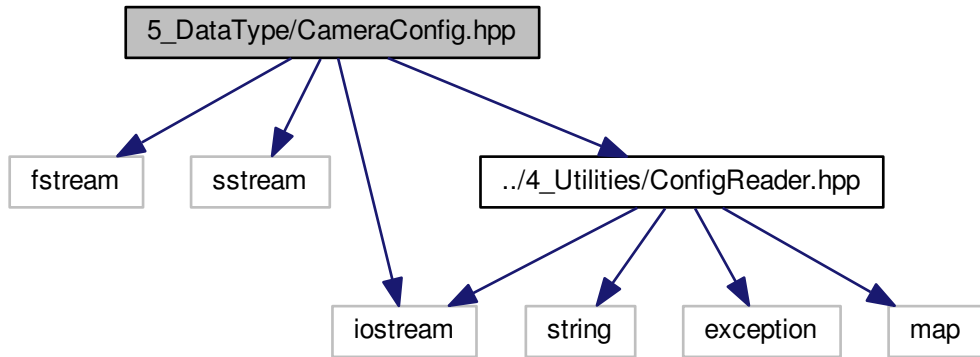 5_DataType/CameraConfig.hpp
fstream
sstream
../4_Utilities/ConfigReader.hpp
iostream
string
exception
map